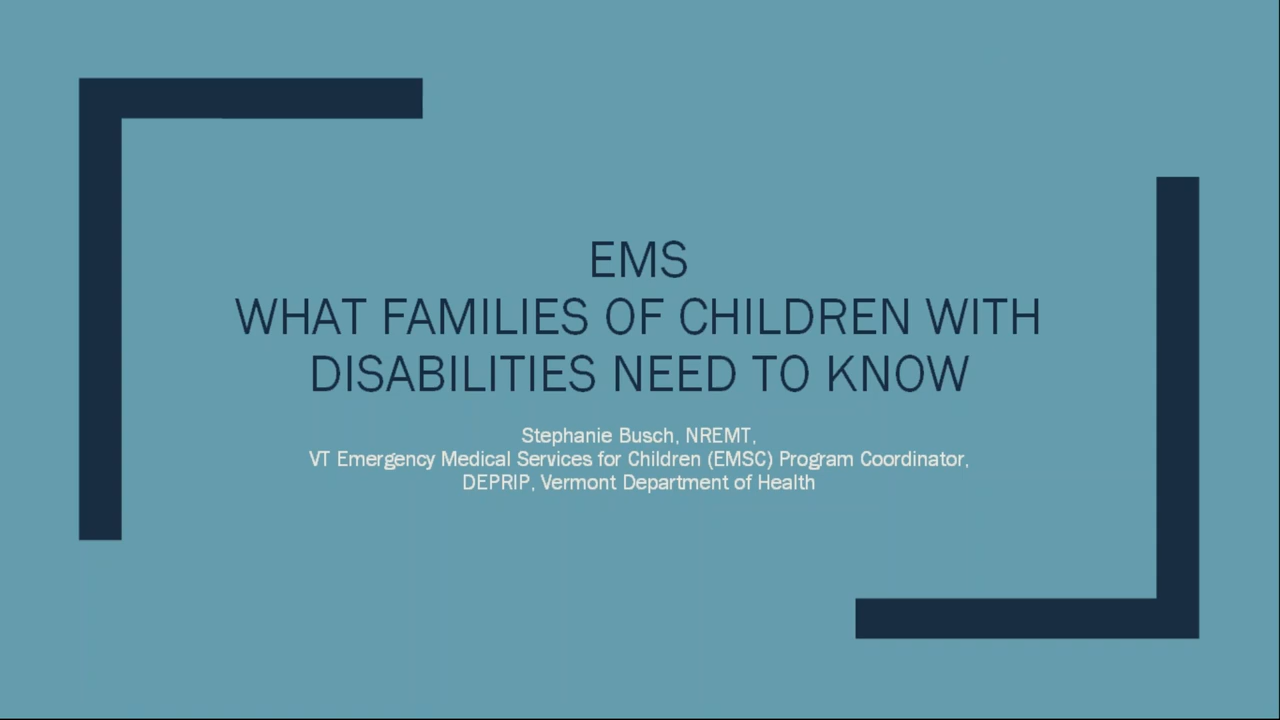 EMS
WHAT FAMILIES OF CHILDREN WITH
DISABILITIES NEED TO KNOW
Stephanie Busch, NREMT,
VT Emergency Medical Services for Children (EMSC) Program Coordinator,
DEPRIP, Vermont Department of Health